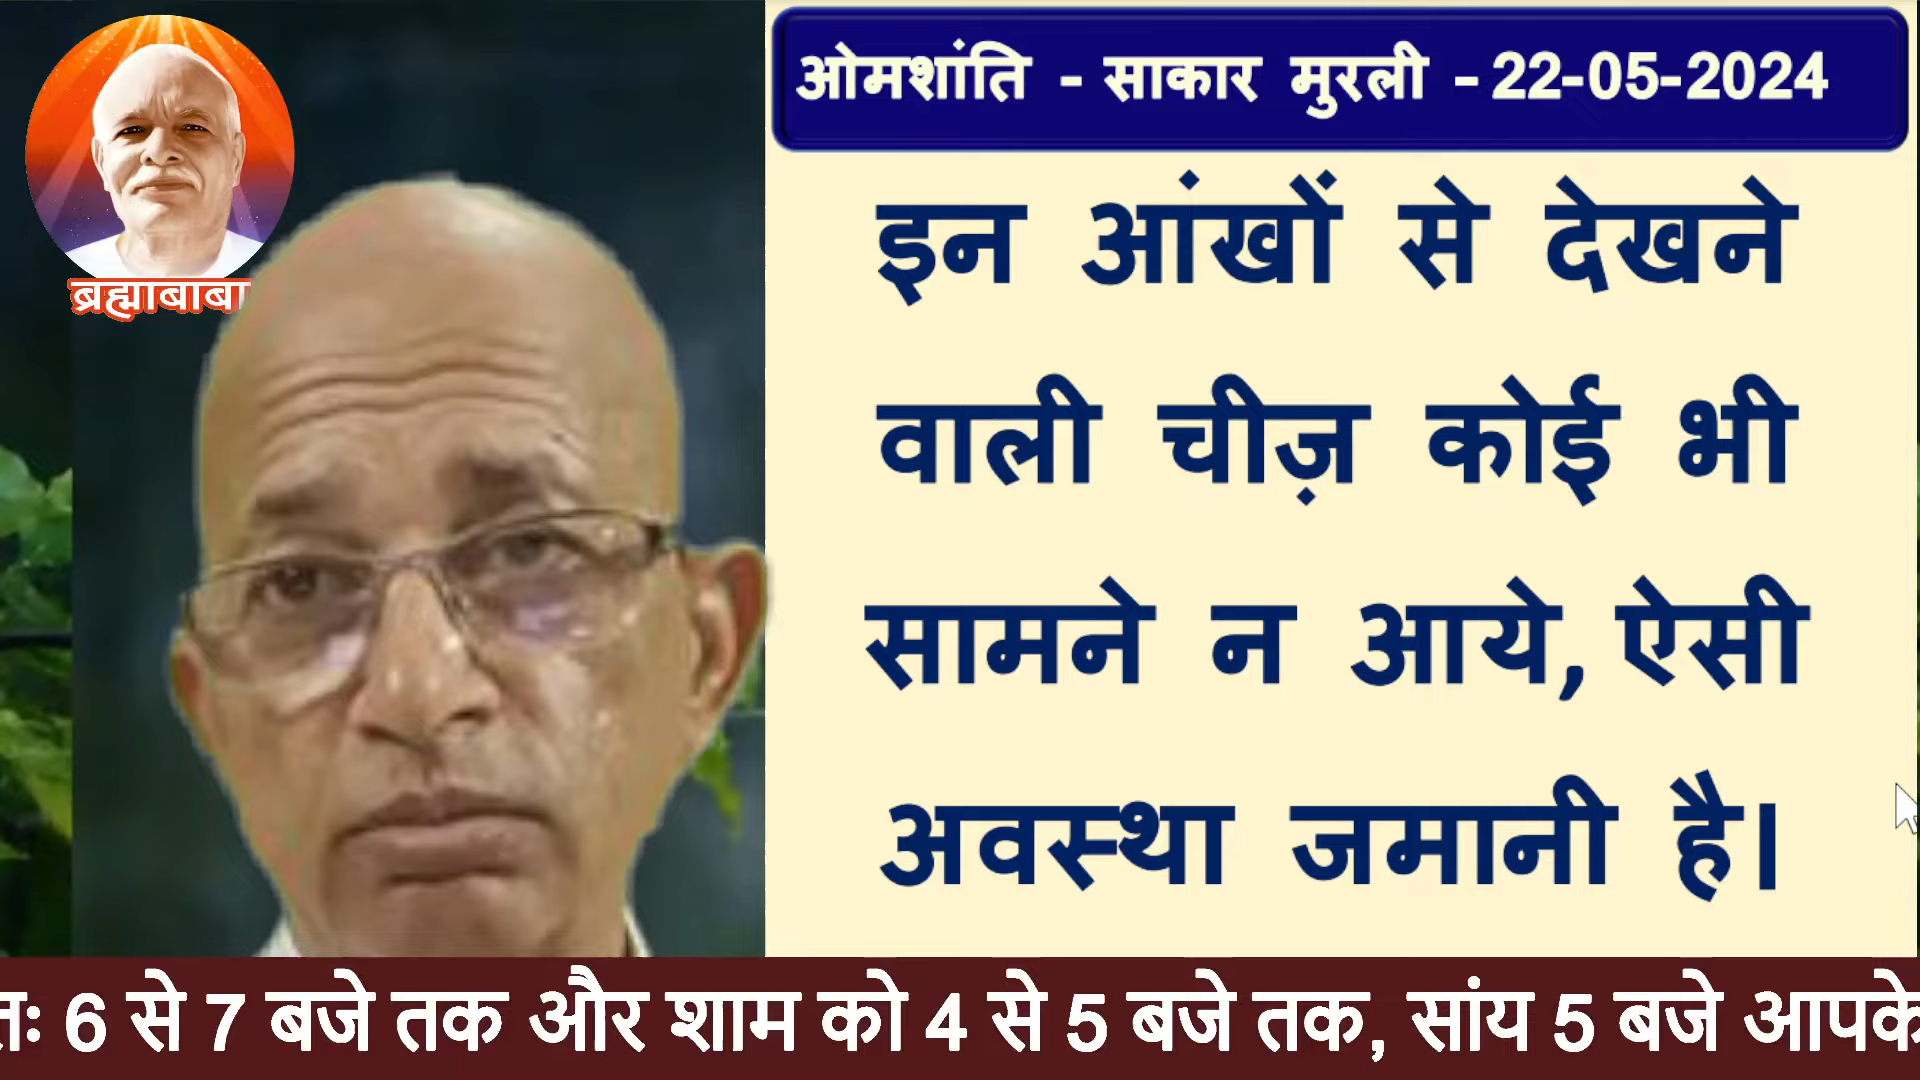 ब्रह्माबाबा
ओमशांति - साकार मुरली - 22-05-2024
इन आंखों से देखने
वाली चीज़ कोई भी
सामने न आये, ऐसी
अवस्था जमानी है।
6 से 7 बजे तक और शाम को 4 से 5 बजे तक, सांय 5 बजे आपके